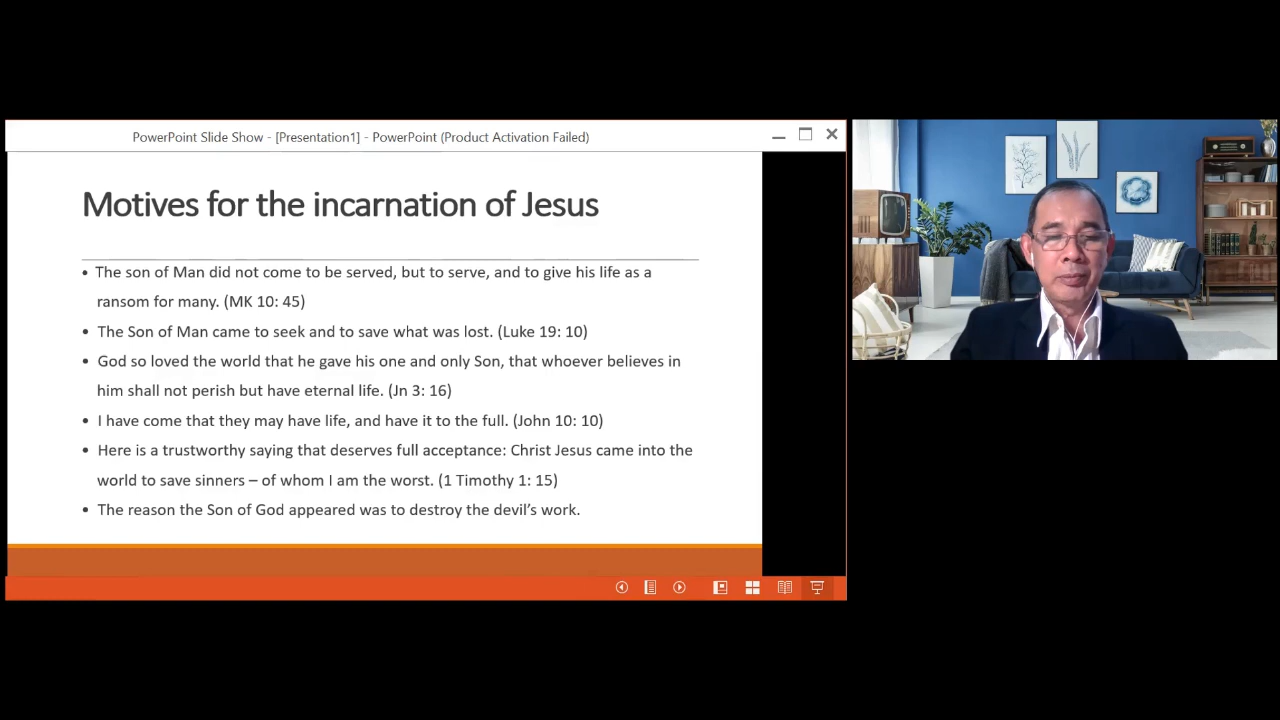 PowerPoint Slide Show - [Presentation1] - PowerPoint (Product Activation Failed)
Motives for the incarnation of Jesus
• The son of Man did not come to be served, but to serve, and to give his life as a
ransom for many. (MK 10: 45)
• The Son of Man came to seek and to save what was lost. (Luke 19: 10)
• God so loved the world that he gave his one and only Son, that whoever believes in
him shall not perish but have eternal life. (Jn 3: 16)
• I have come that they may have life, and have it to the full. (John 10: 10)
• Here is a trustworthy saying that deserves full acceptance: Christ Jesus came into the
world to save sinners – of whom I am the worst. (1 Timothy 1: 15)
• The reason the Son of God appeared was to destroy the devil’s work.